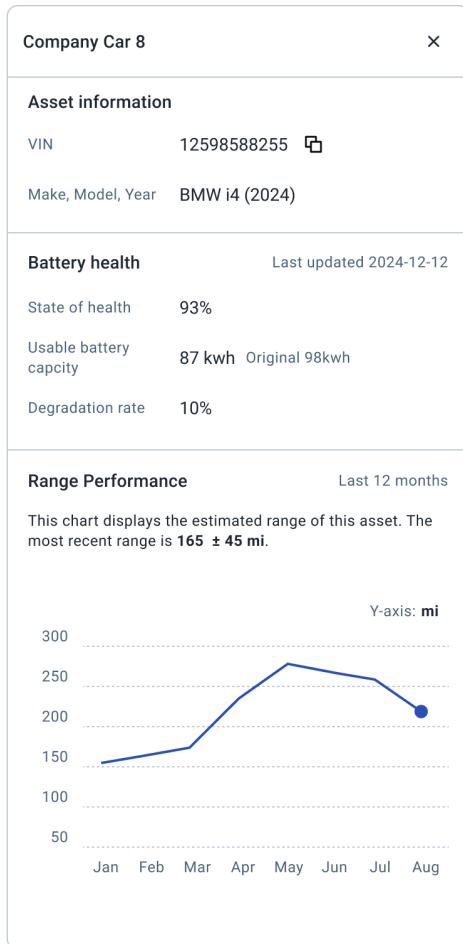 Company Car 8
Asset information
VIN 12598588255
Make, Model, Year BMW i4 (2024)
Battery health Last updated 2024-12-12
State of health 93%
Usable battery
capcity 87 kwh Original 98kwh
Degradation rate 10%
Range Performance Last 12 months
This chart displays the estimated range of this asset. The
most recent range is 165 ± 45 mi.
Y-axis: mi
300
250
200
150
100
50
Jan Feb Mar Apr May Jun Jul Aug